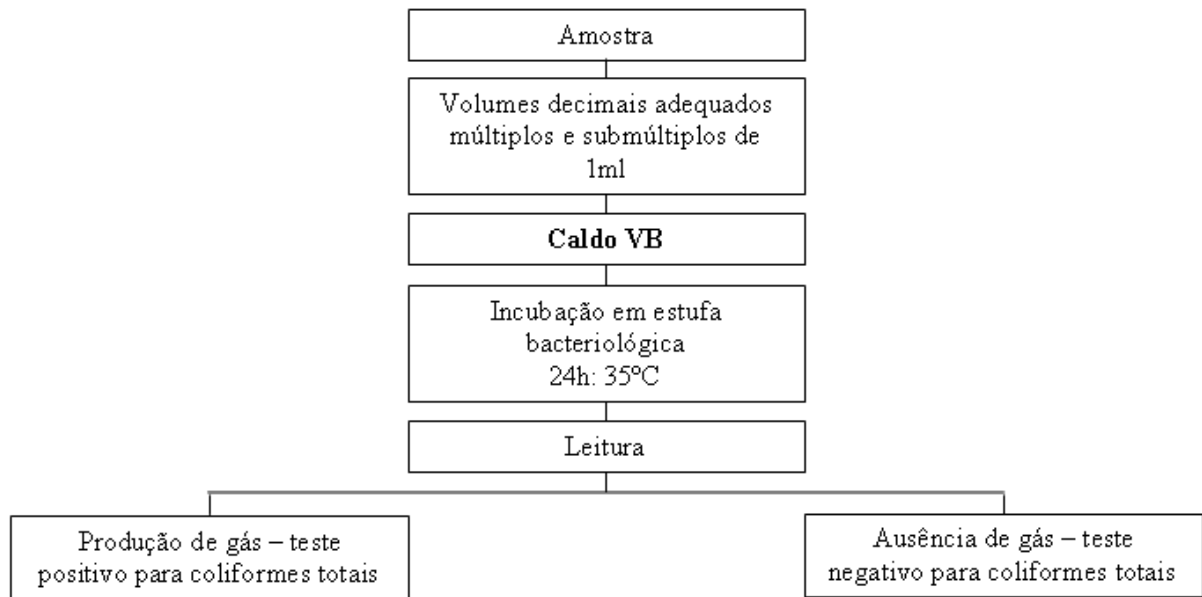 Amostra
Volumes decimais adequados
múltiplos e submúltiplos de
1ml
Caldo VB
Incubação em estufa
bacteriológica
24h: 35ºC
Leitura
Produção de gás – teste
positivo para coliformes totais
Ausência de gás – teste
negativo para coliformes totais